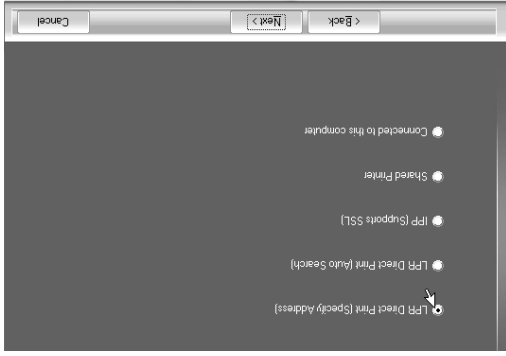 LPR Direct Print (Specify Address)
LPR Direct Print (Auto Search)
IPP (Supports SSL)
Shared Printer
Connected to this computer
< Back
Next >
Cancel